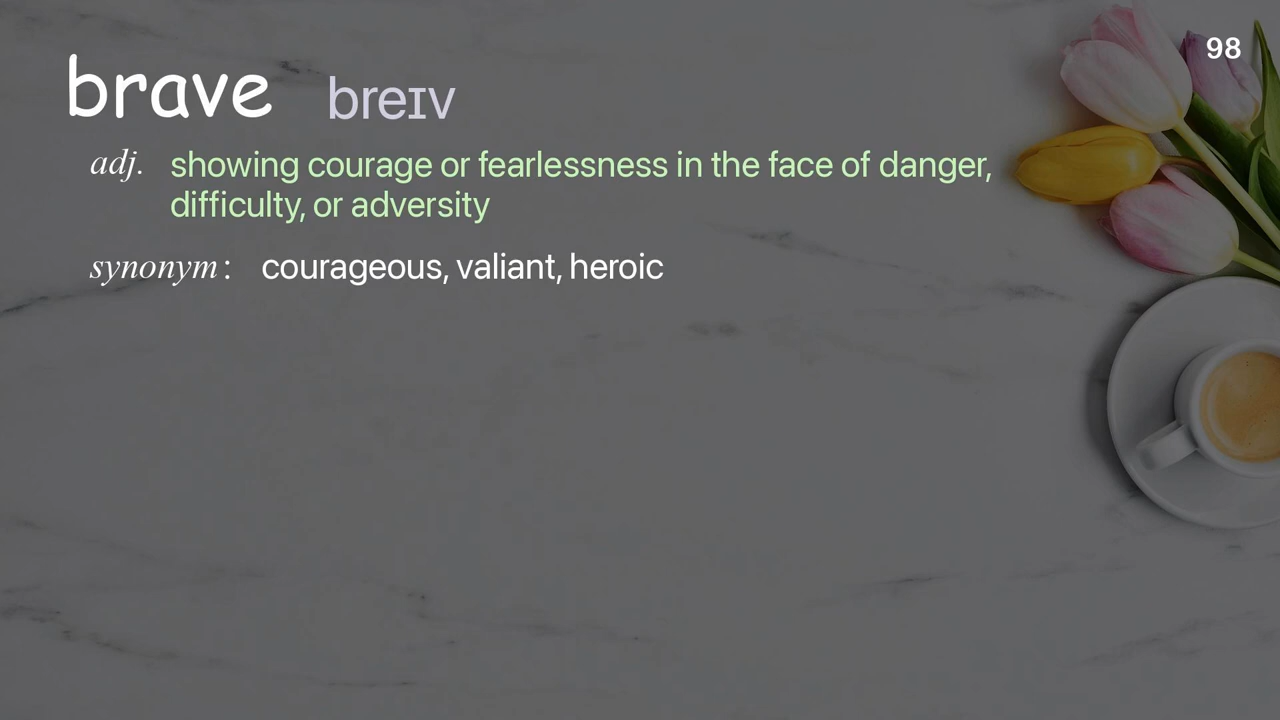 98
brave breɪv
adj. showing courage or fearlessness in the face of danger,
difficulty, or adversity
synonym: courageous, valiant, heroic